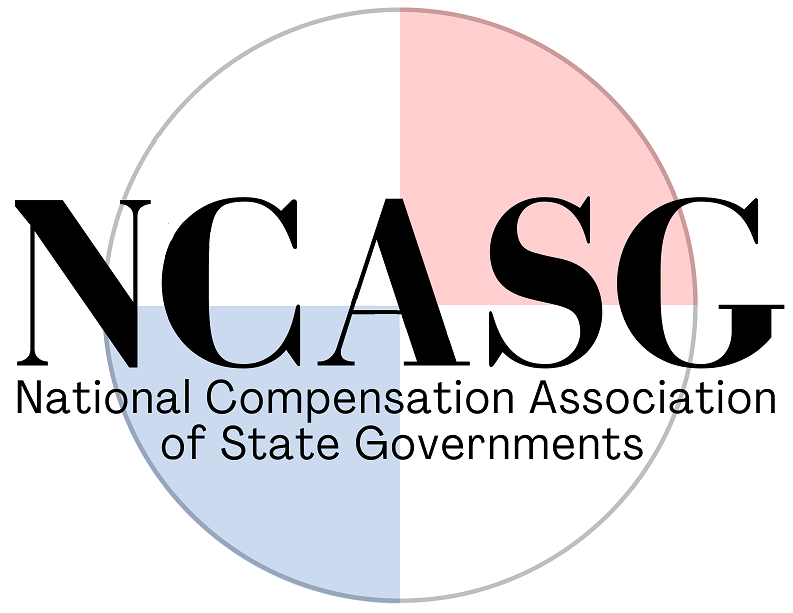 NCASG
National Compensation Association
of State Governments